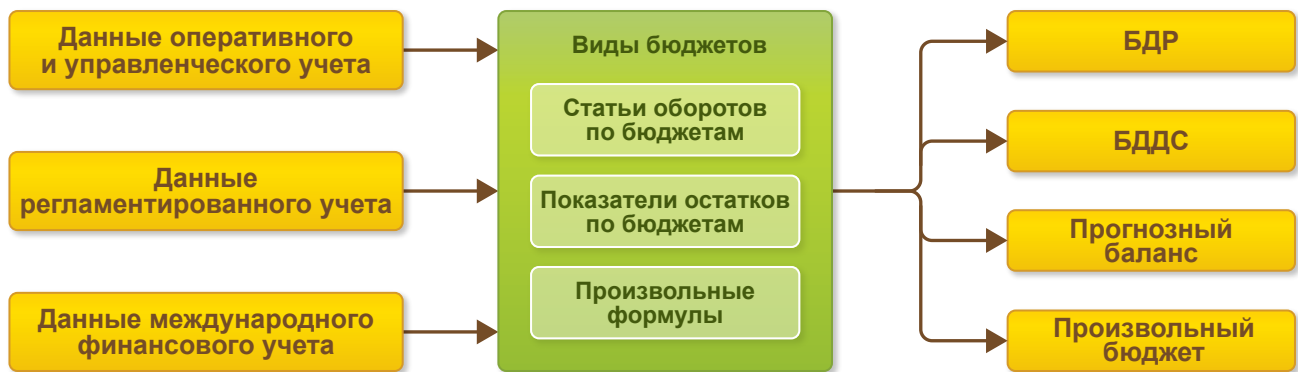 Данные оперативного
и управленческого учета
Данные
регламентированного учета
Данные международного
финансового учета
Виды бюджетов
Статьи оборотов
по бюджетам
Показатели остатков
по бюджетам
Произвольные
формулы
БДР
БДДС
Прогнозный
баланс
Произвольный
бюджет